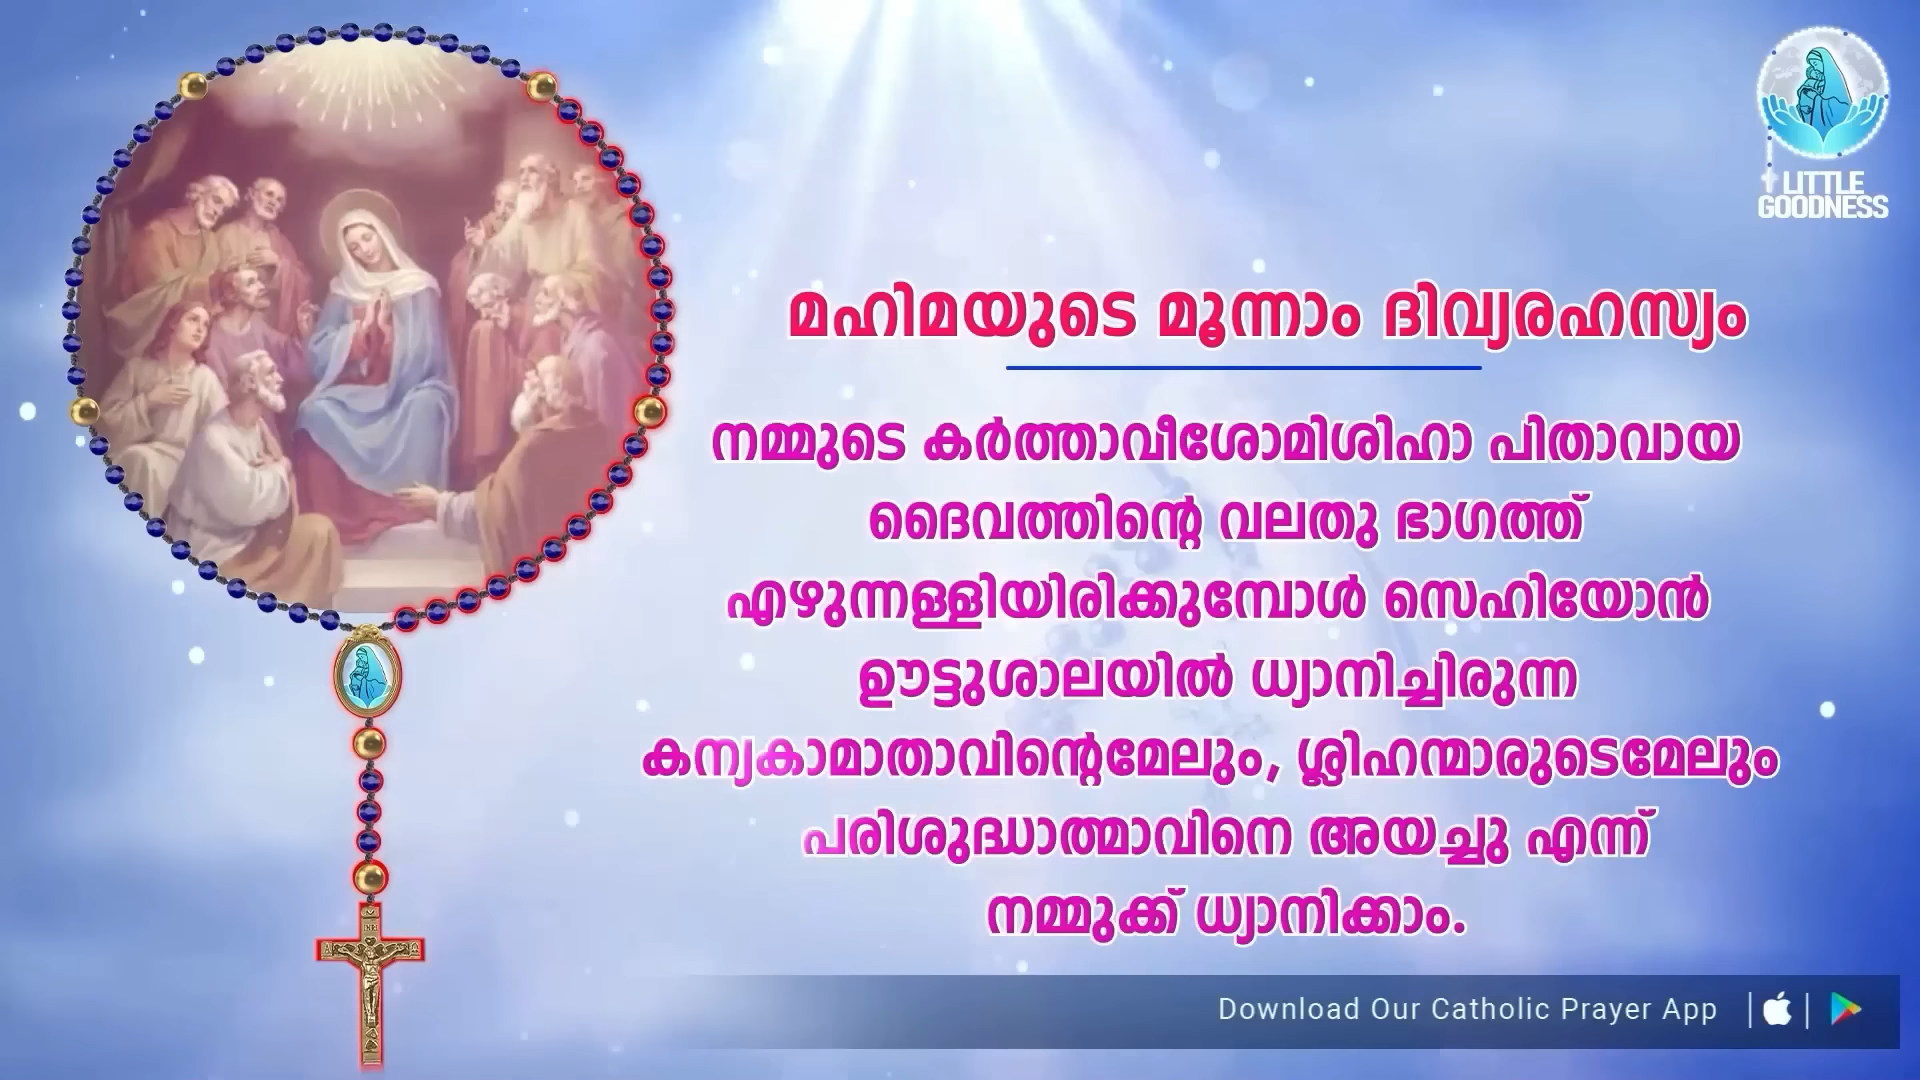 LITTLE
GOODNESS
മഹിമയുടെ മൂന്നാം ദിവ്യരഹസ്യം
നമ്മുടെ കർത്താവീശോമിശിഹാ പിതാവായ
ദൈവത്തിന്റെ വലതു ഭാഗത്ത്
എഴുന്നള്ളിയിരിക്കുമ്പോൾ സെഹിയോൻ
ഊട്ടുശാലയിൽ ധ്യാനിച്ചിരുന്ന
കന്യകാമാതാവിന്റെമേലും, ശ്ലിഹന്മാരുടെമേലും
പരിശുദ്ധാത്മാവിനെ അയച്ചു എന്ന്
നമ്മുക്ക് ധ്യാനിക്കാം.
INRI
Download Our Catholic Prayer App